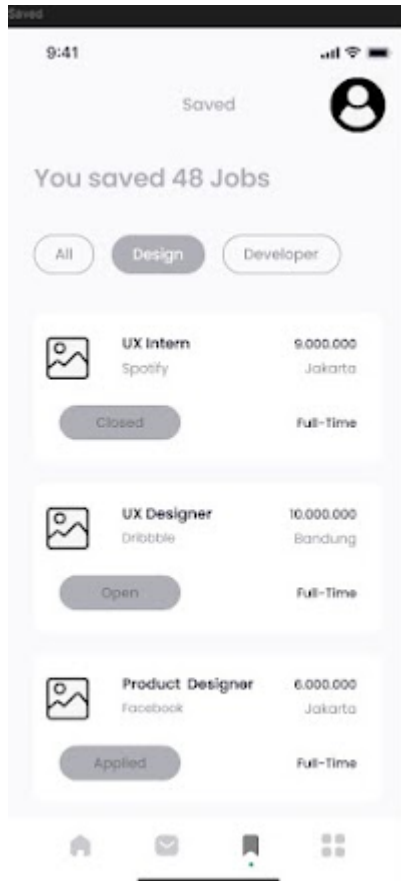 Saved
9:41
Saved
You saved 48 Jobs
All Design Developer
UX Intern 9.000.000
Spotify Jakarta
Closed Full-Time
UX Designer 10.000.000
Dribbble Bandung
Open Full-Time
Product Designer 6.000.000
Facebook Jakarta
Applied Full-Time